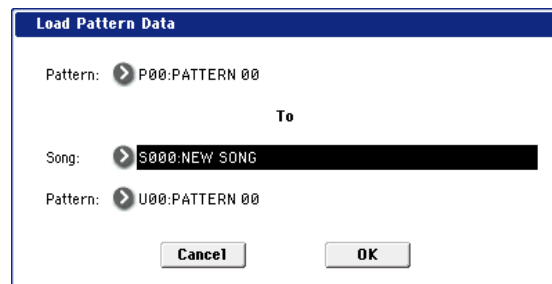 Load Pattern Data
Pattern: P00:PATTERN 00
To
Song: S000:NEW SONG
Pattern: U00:PATTERN 00
Cancel OK